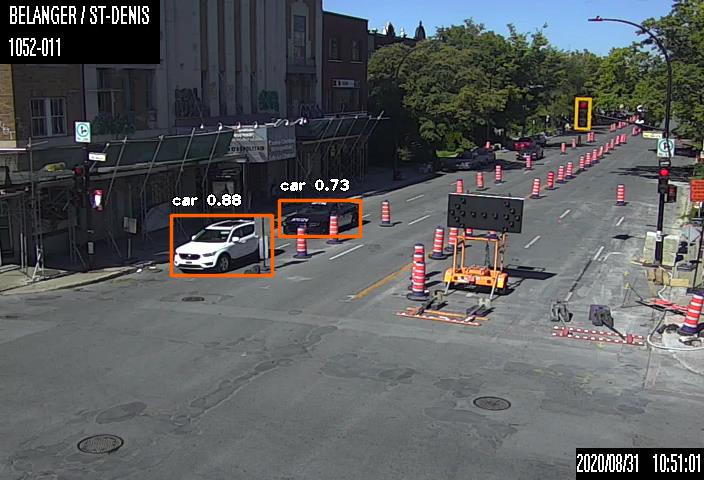 BELANGER / ST-DENIS
1052-011
car 0.88
car 0.73
2020/08/31 10:51:01